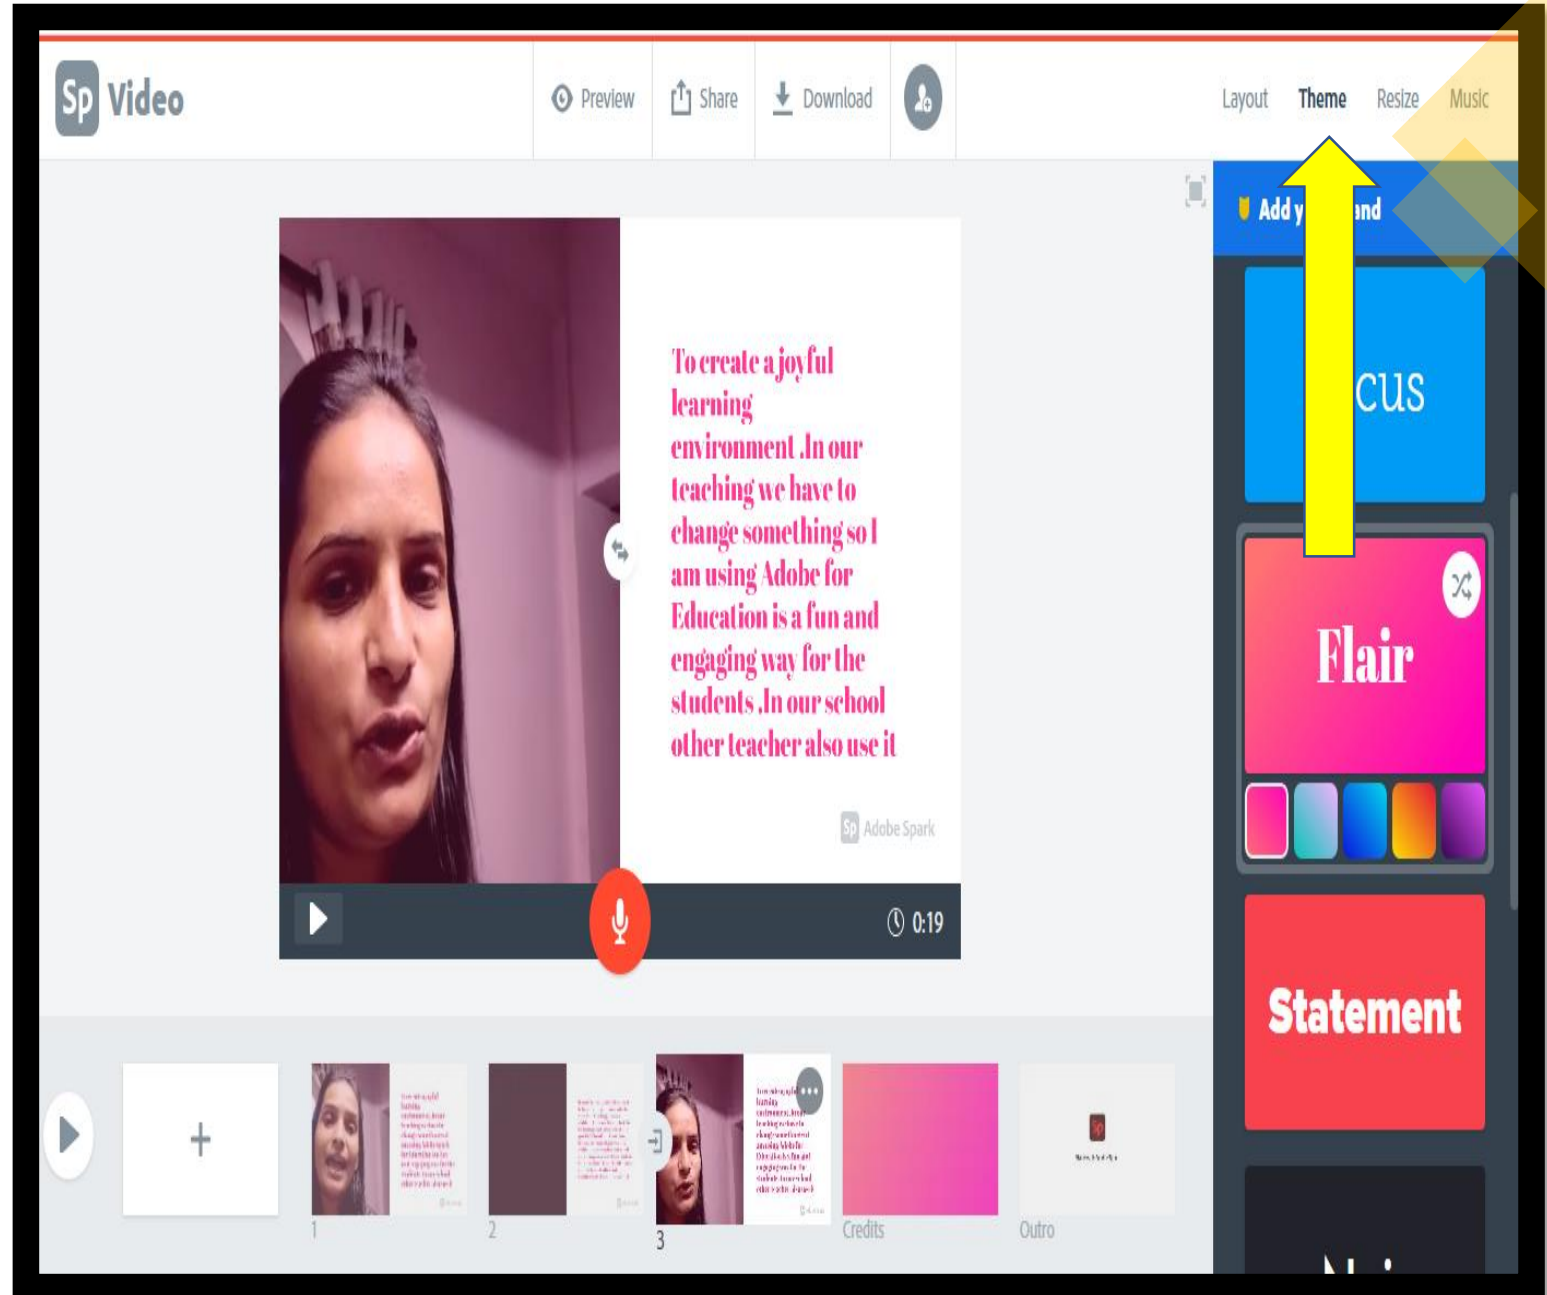 Sp Video
Preview
Share
Download
Layout Theme Resize Music
Add y and
cus
Flair
Statement
To create a joyful
learning
environment .In our
teaching we have to
change something so I
am using Adobe for
Education is a fun and
engaging way for the
students .In our school
other teacher also use it
Sp Adobe Spark
0:19
1
2
3
Credits
Outro
Sp